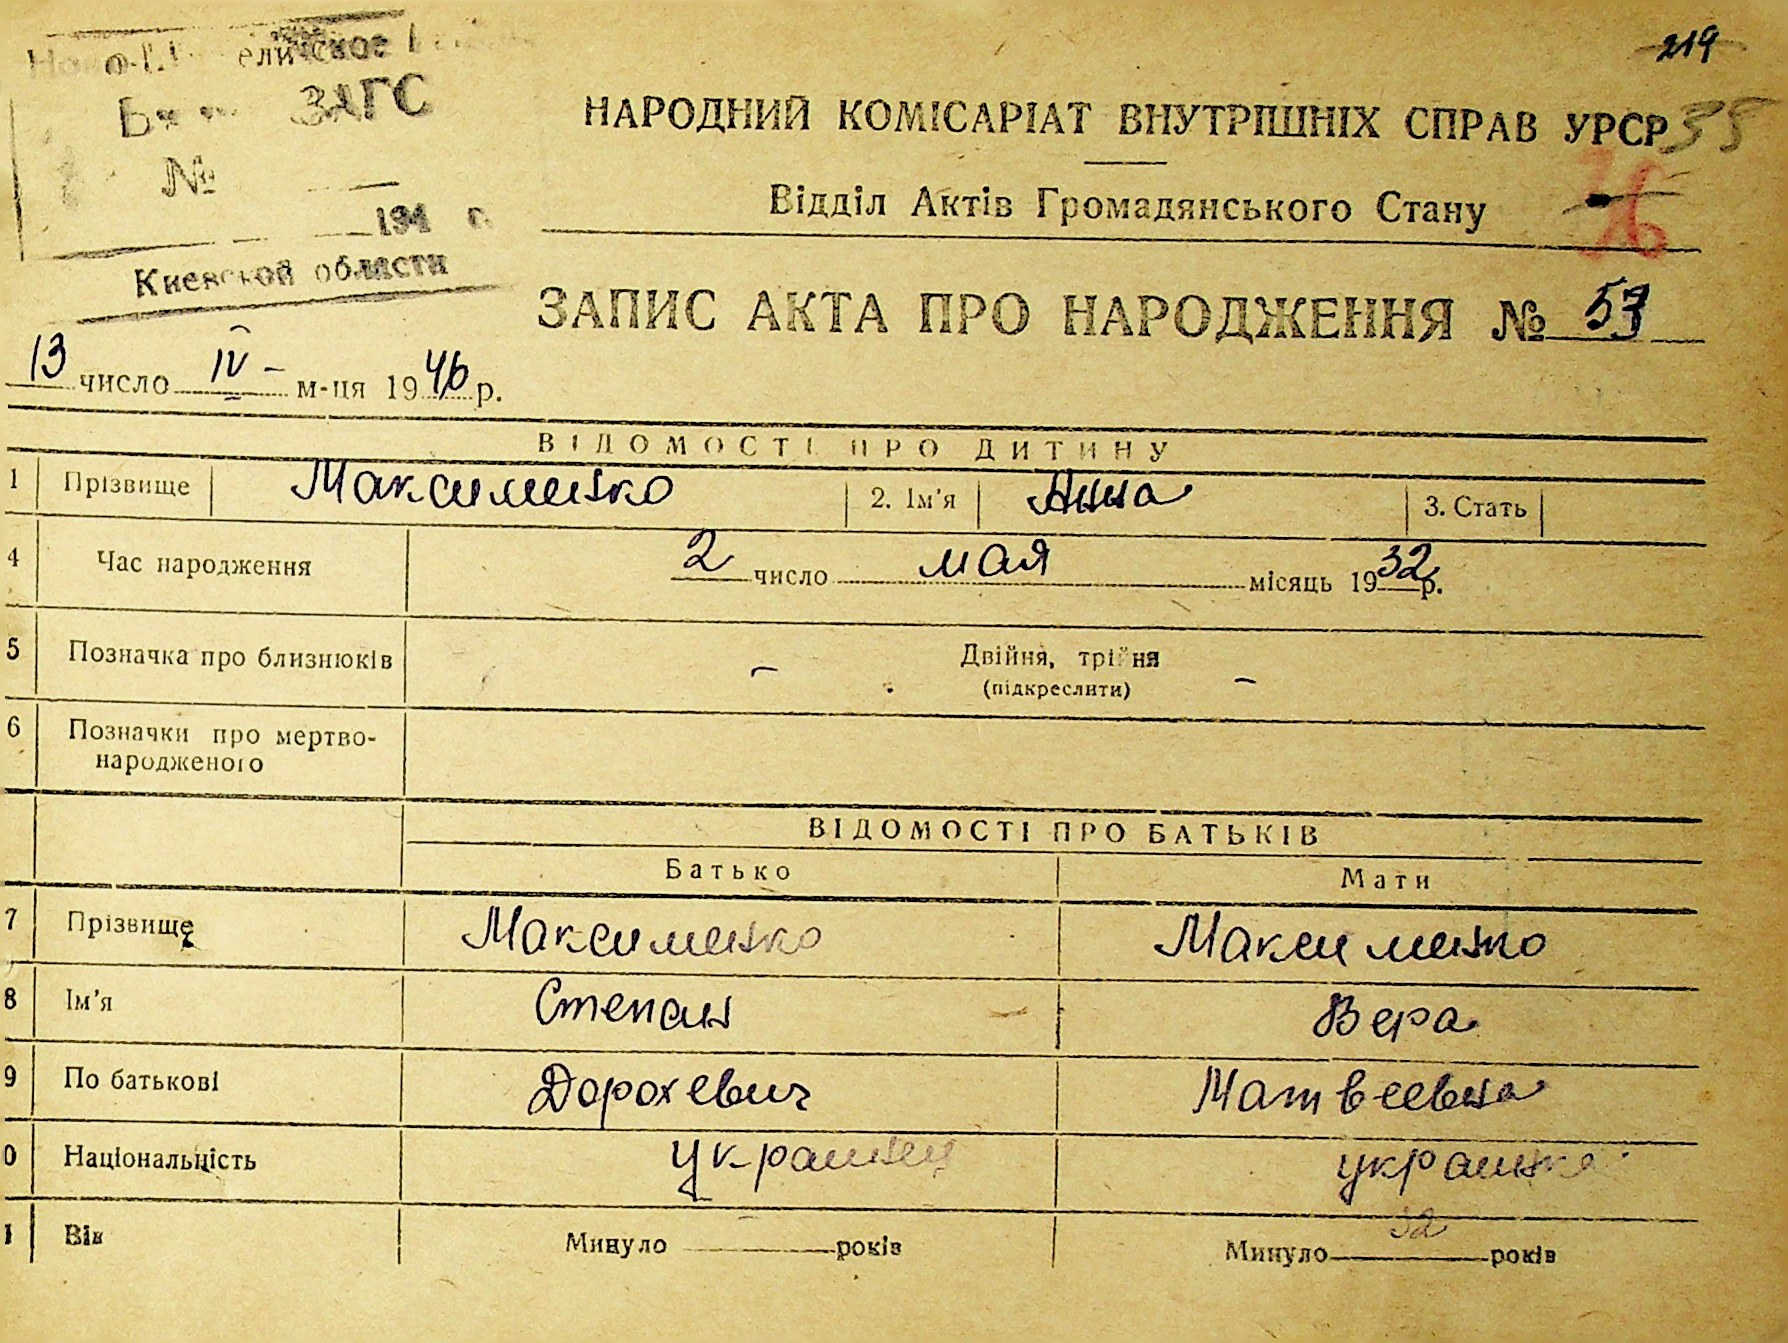 219
ЗАГС
№
194 г.
Киевской области
НАРОДНИЙ КОМІСАРІАТ ВНУТРІШНІХ СПРАВ УРСР
Відділ Актів Громадянського Стану
ЗАПИС АКТА ПРО НАРОДЖЕННЯ №
13 число IV м-ця 1946 р.
ВІДОМОСТІ ПРО ДИТИНУ
1 Прізвище Максименко 2. Ім'я Анна 3. Стать
4 Час народження 2 число мая місяць 1932 р.
5 Позначка про близнюків - Двійня, трійня -
(підкреслити)
6 Позначки про мертво-
народженого
ВІДОМОСТІ ПРО БАТЬКІВ
Батько Мати
7 Прізвище Максименко Максименко
8 Ім'я Степан Вера
9 По батькові Дорохевич Матвеевна
0 Національність украинец украинка
1 Вік Минуло - років Минуло 32 років